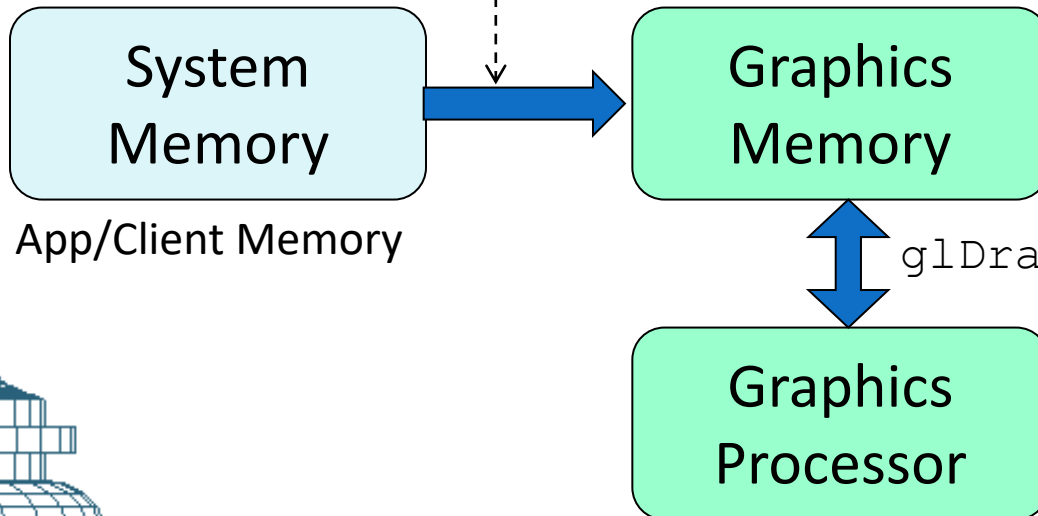 System
Memory
Graphics
Memory
App/Client Memory
glDra
Graphics
Processor